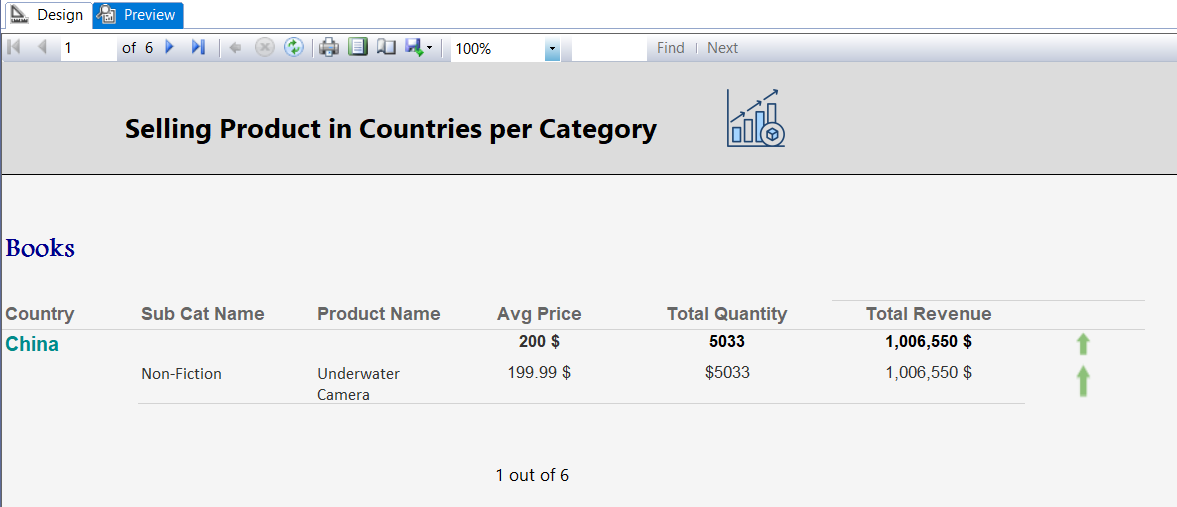 Design Preview
1 of 6 100% Find Next
Selling Product in Countries per Category
Books
Country Sub Cat Name Product Name Avg Price Total Quantity Total Revenue
China 200 $ 5033 1,006,550 $
Non-Fiction Underwater 199.99 $ $5033 1,006,550 $
Camera
1 out of 6